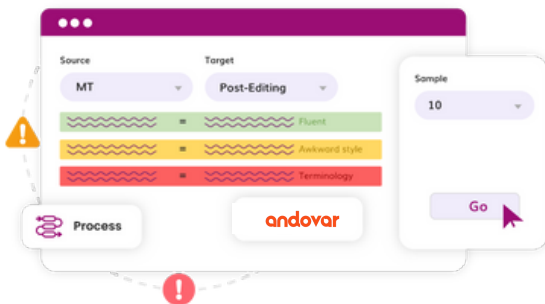 Source
Target
MT
Post-Editing
= Fluent
= Awkward style
= Terminology
Process
andovar
Sample
10
Go